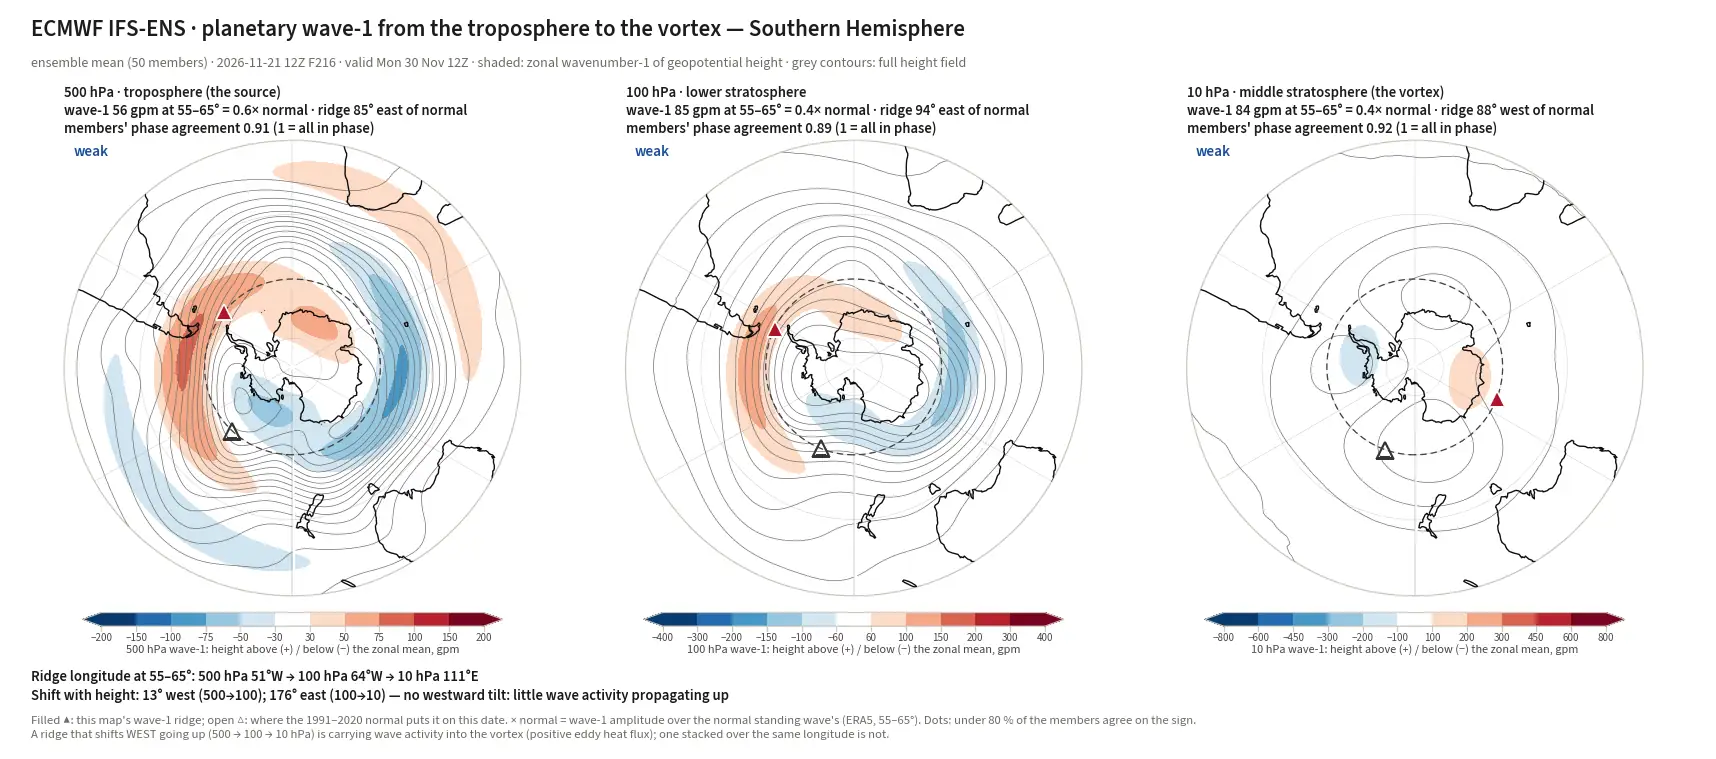 ECMWF IFS-ENS · planetary wave-1 from the troposphere to the vortex — Southern Hemisphere
ensemble mean (50 members) · 2026-11-21 12Z F216 · valid Mon 30 Nov 12Z · shaded: zonal wavenumber-1 of geopotential height · grey contours: full height field
500 hPa · troposphere (the source)
wave-1 56 gpm at 55–65° = 0.6× normal · ridge 85° east of normal
members' phase agreement 0.91 (1 = all in phase)
weak
100 hPa · lower stratosphere
wave-1 85 gpm at 55–65° = 0.4× normal · ridge 94° east of normal
members' phase agreement 0.89 (1 = all in phase)
weak
10 hPa · middle stratosphere (the vortex)
wave-1 84 gpm at 55–65° = 0.4× normal · ridge 88° west of normal
members' phase agreement 0.92 (1 = all in phase)
weak
−200 −150 −100 −75 −50 −30 30 50 75 100 150 200
500 hPa wave-1: height above (+) / below (−) the zonal mean, gpm
−400 −300 −200 −150 −100 −60 60 100 150 200 300 400
100 hPa wave-1: height above (+) / below (−) the zonal mean, gpm
−800 −600 −450 −300 −200 −100 100 200 300 450 600 800
10 hPa wave-1: height above (+) / below (−) the zonal mean, gpm
Ridge longitude at 55–65°: 500 hPa 51°W → 100 hPa 64°W → 10 hPa 111°E
Shift with height: 13° west (500→100); 176° east (100→10) — no westward tilt: little wave activity propagating up
Filled ▲: this map's wave-1 ridge; open △: where the 1991–2020 normal puts it on this date. × normal = wave-1 amplitude over the normal standing wave's (ERA5, 55–65°). Dots: under 80 % of the members agree on the sign.
A ridge that shifts WEST going up (500 → 100 → 10 hPa) is carrying wave activity into the vortex (positive eddy heat flux); one stacked over the same longitude is not.